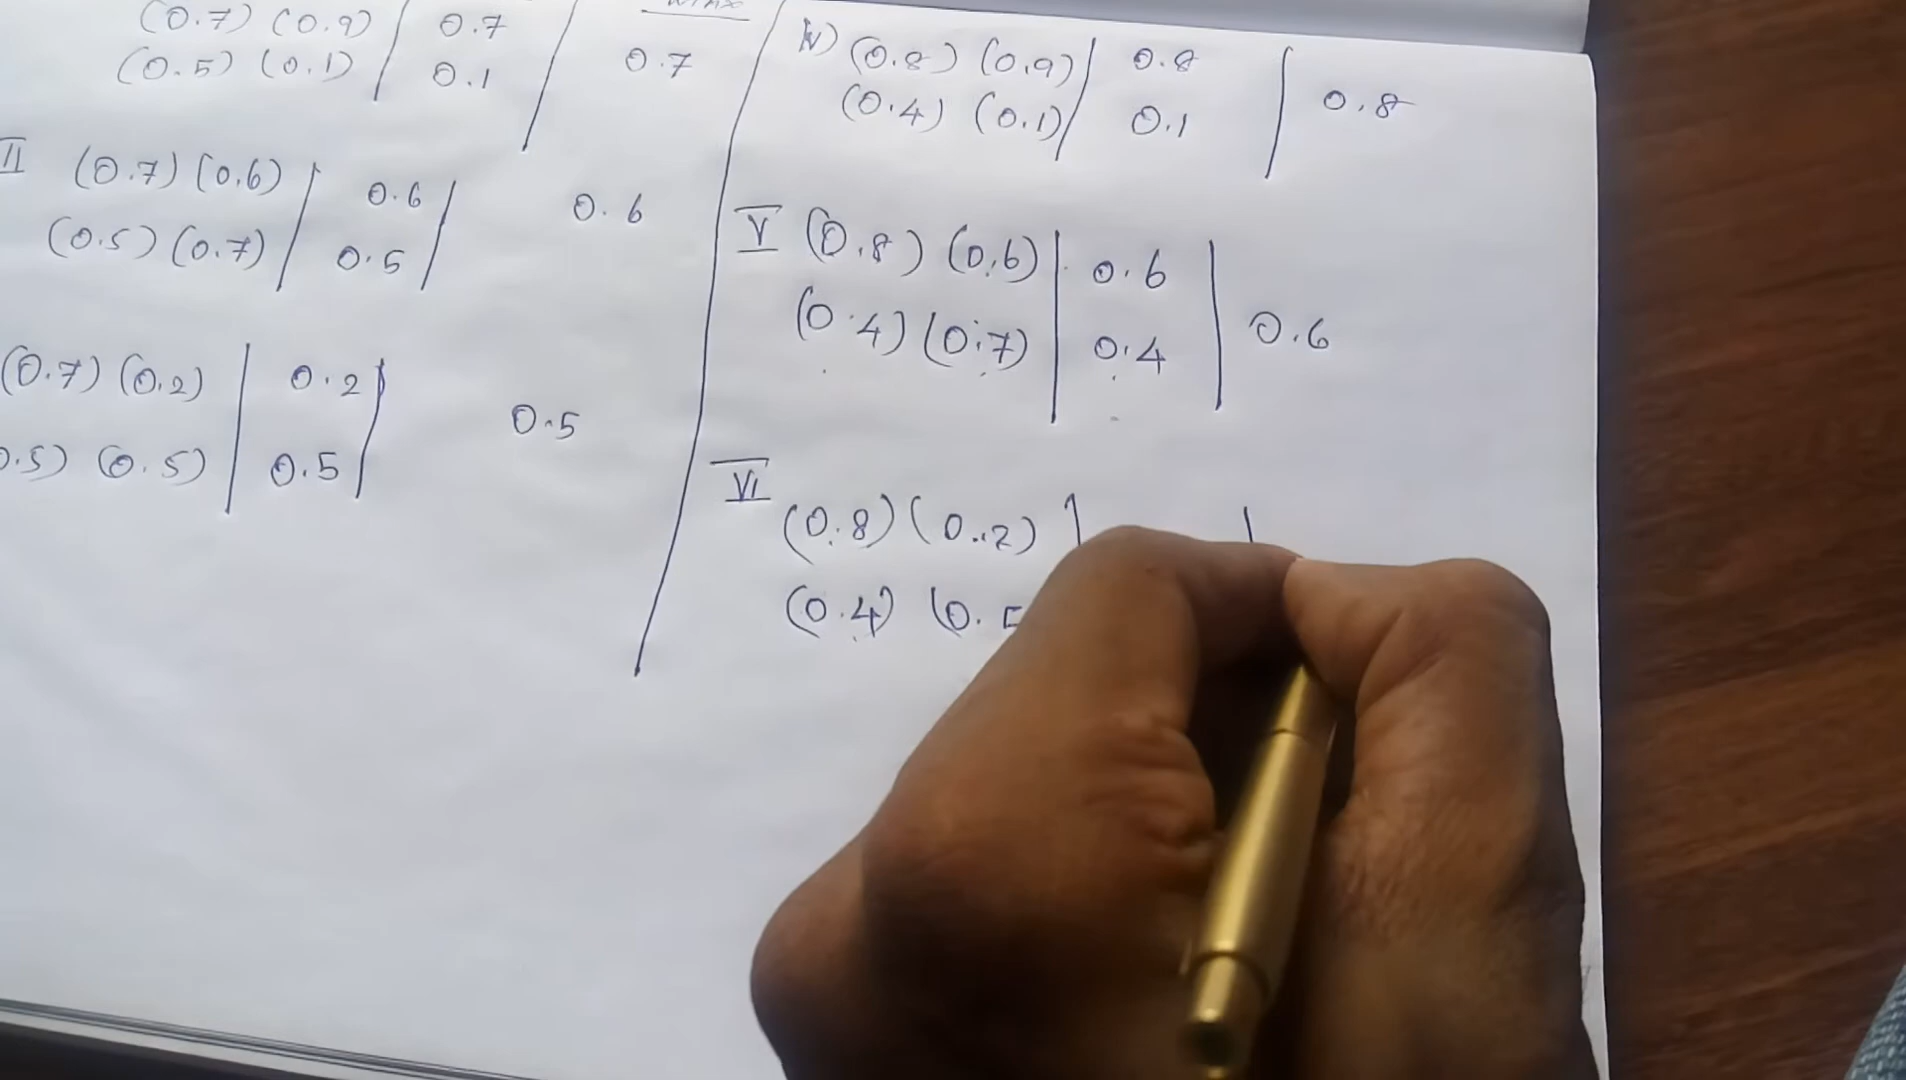 (0.7) (0.9) | 0.7
(0.5) (0.1) | 0.1
0.7
II (0.7) (0.6) | 0.6
(0.5) (0.7) | 0.5
0.6
(0.7) (0.2) | 0.2
0.5) (0.5) | 0.5
0.5
IV) (0.8) (0.9) | 0.8
(0.4) (0.1) | 0.1
0.8
V (0.8) (0.6) | 0.6
(0.4) (0.7) | 0.4
0.6
VI
(0.8) (0.2)
(0.4) (0.5